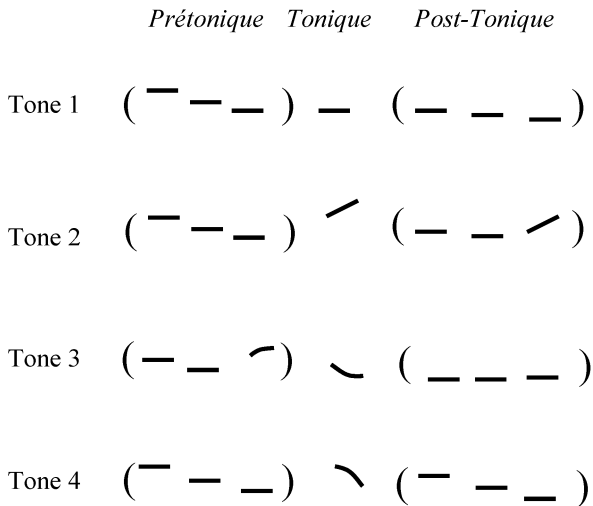 Prétonique Tonique Post-Tonique
Tone 1 ( ) ( )
Tone 2 ( ) ( )
Tone 3 ( ) ( )
Tone 4 ( ) ( )